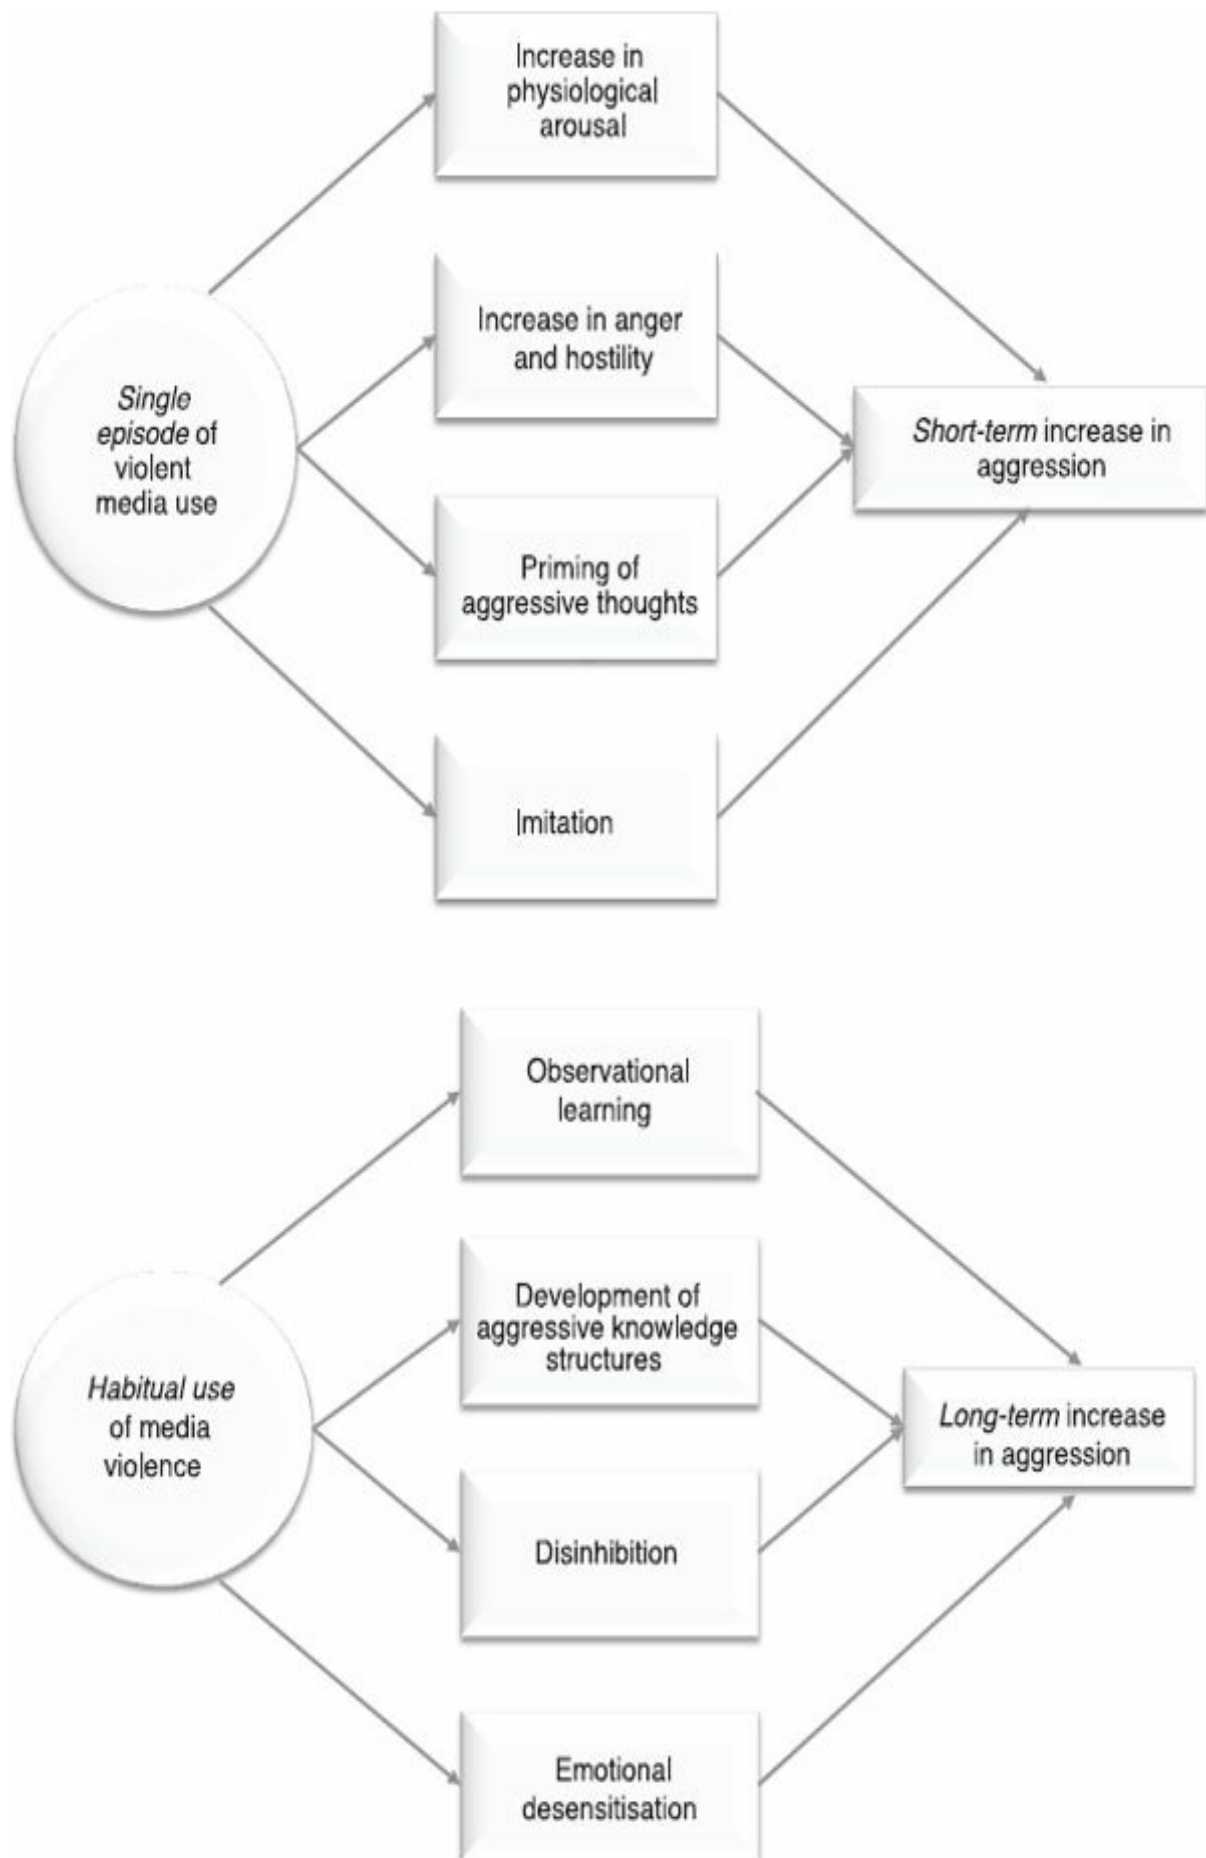 Increase in
physiological
arousal
Increase in anger
and hostility
Single
episode of
violent
media use
Short-term increase in
aggression
Priming of
aggressive thoughts
Imitation
Observational
learning
Development of
aggressive knowledge
structures
Habitual use
of media
violence
Long-term increase
in aggression
Disinhibition
Emotional
desensitisation